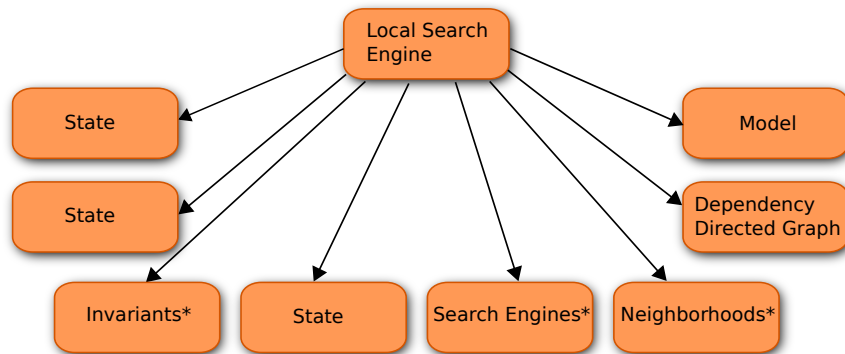 Local Search
Engine
State
Model
State
Dependency
Directed Graph
Invariants*
State
Search Engines*
Neighborhoods*